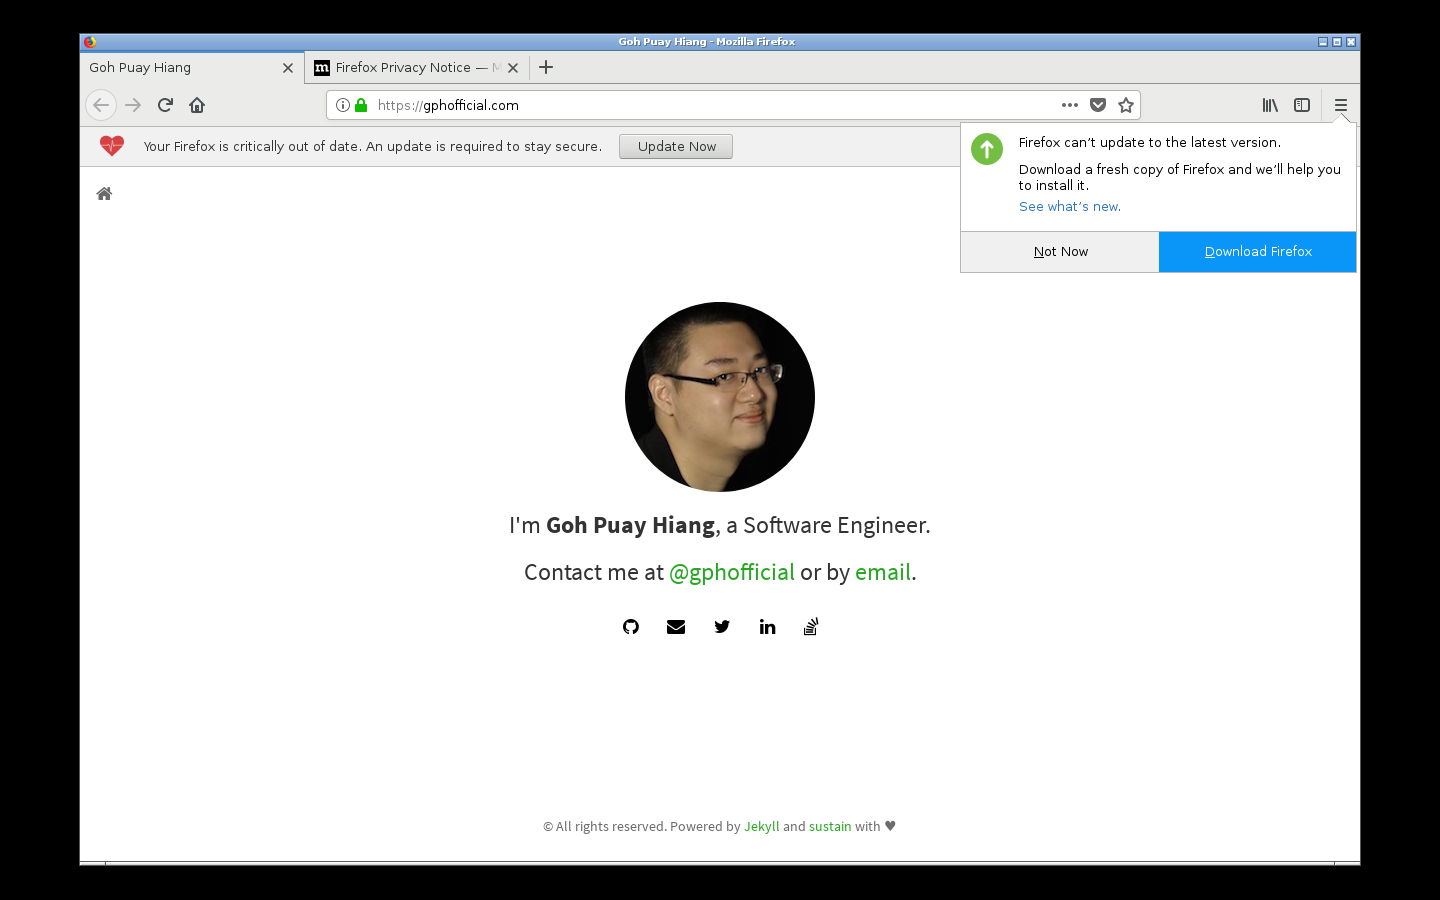 Goh Puay Hiang - Mozilla Firefox
Goh Puay Hiang
Firefox Privacy Notice —
https://gphofficial.com
Your Firefox is critically out of date. An update is required to stay secure.
Update Now
Firefox can’t update to the latest version.
Download a fresh copy of Firefox and we’ll help you
to install it.
See what’s new.
Not Now
Download Firefox
I'm Goh Puay Hiang, a Software Engineer.
Contact me at @gphofficial or by email.
© All rights reserved. Powered by Jekyll and sustain with ♥